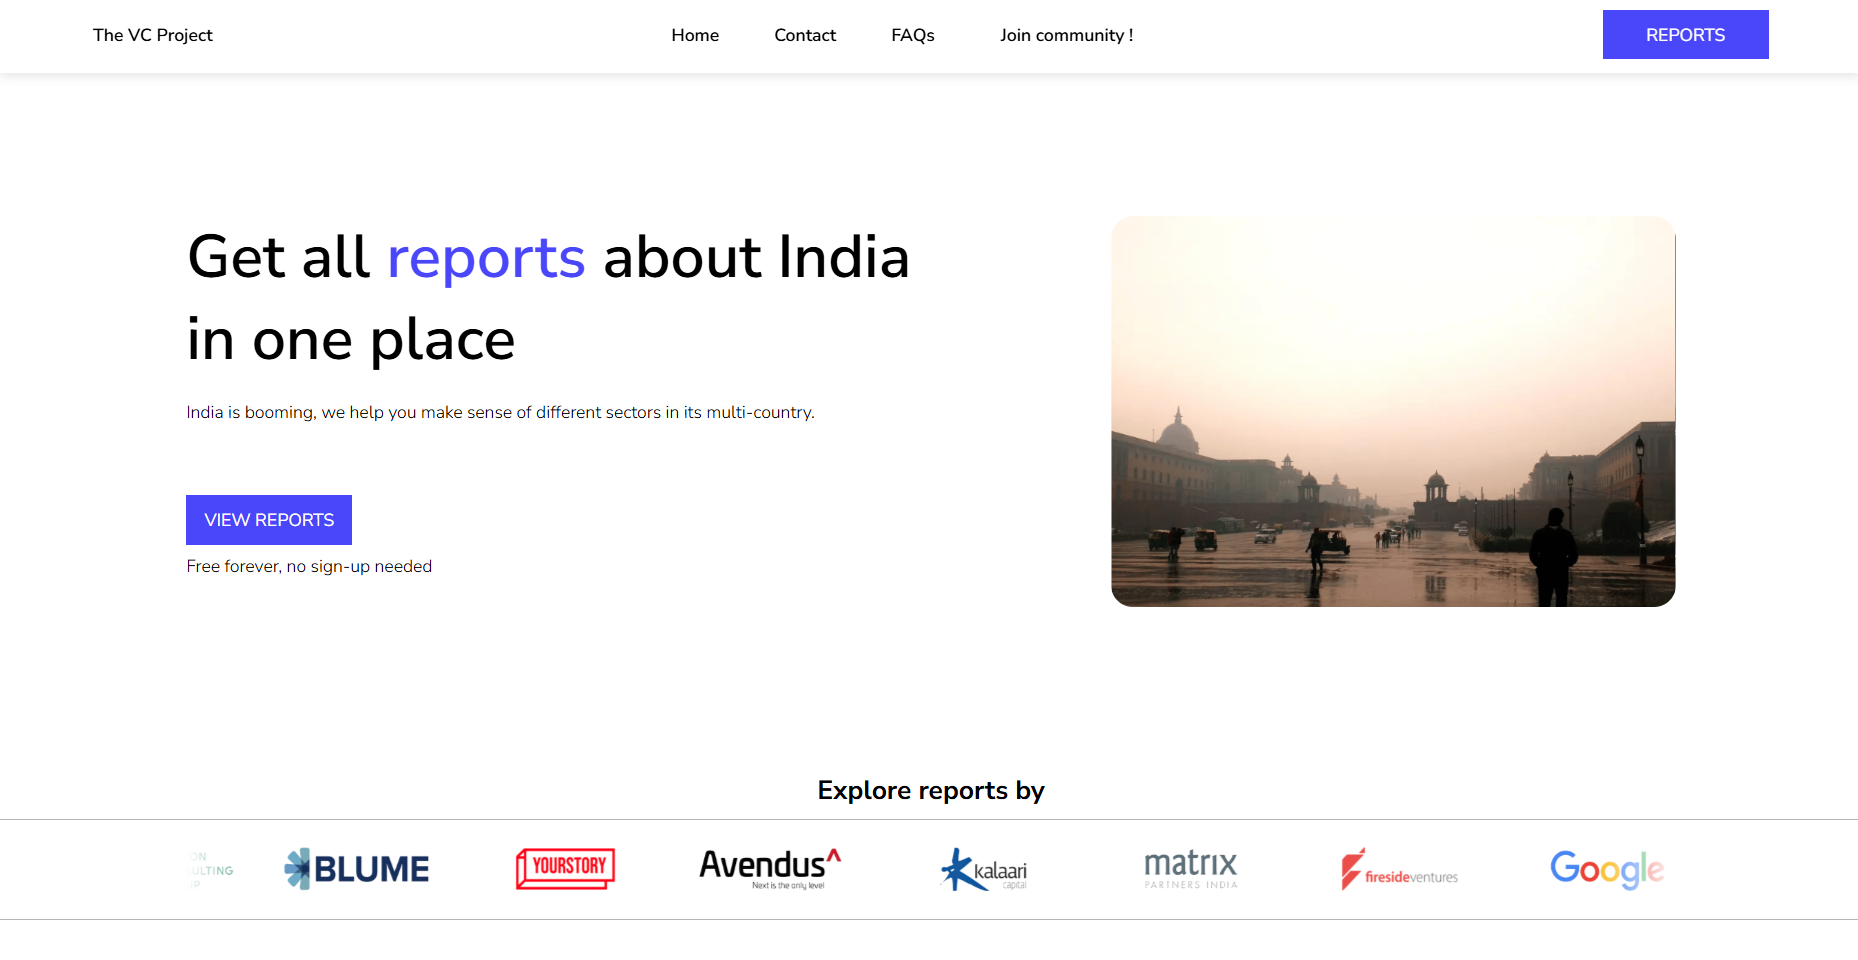 The VC Project
Home
Contact
FAQs
Join community !
REPORTS
Get all reports about India
in one place
India is booming, we help you make sense of different sectors in its multi-country.
VIEW REPORTS
Free forever, no sign-up needed
Explore reports by
BLUME
YOURSTORY
Avendus
Next is the only level
kalaari
capital
matrix
PARTNERS INDIA
firesideventures
Google